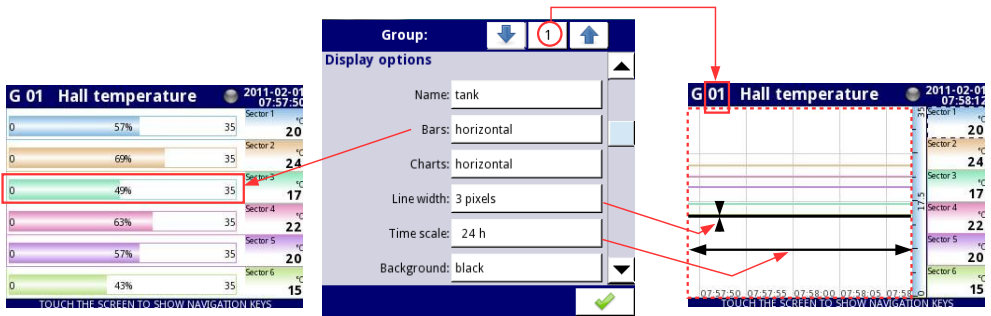 G 01 Hall temperature
2011-02-01
07:57:50
0 57% 35
Sector 1
°C
20
0 69% 35
Sector 2
°C
24
0 49% 35
Sector 3
°C
17
0 63% 35
Sector 4
°C
22
0 57% 35
Sector 5
°C
20
0 43% 35
Sector 6
°C
15
TOUCH THE SCREEN TO SHOW NAVIGATION KEYS
Group: 1
Display options
Name: tank
Bars: horizontal
Charts: horizontal
Line width: 3 pixels
Time scale: 24 h
Background: black
G 01 Hall temperature
2011-02-01
07:58:12
35
17.5
0
Sector 1
°C
20
Sector 2
°C
24
Sector 3
°C
17
Sector 4
°C
22
Sector 5
°C
20
Sector 6
°C
15
07:57:50 07:57:55 07:58:00 07:58:05 07:58
TOUCH THE SCREEN TO SHOW NAVIGATION KEYS